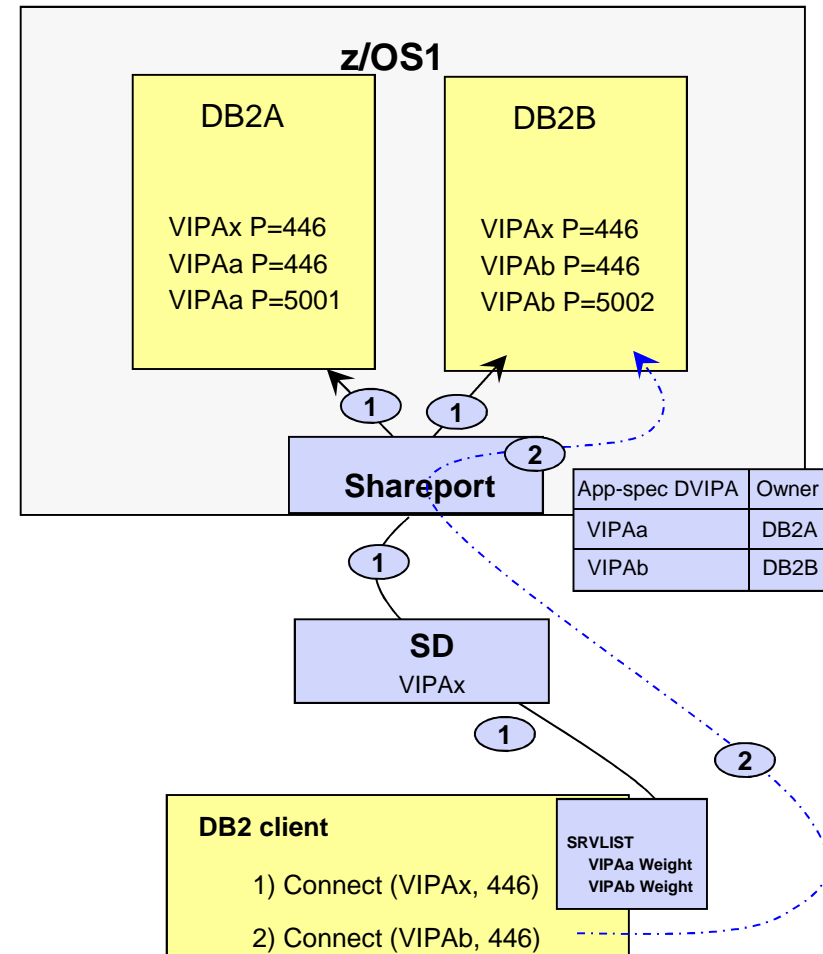 z/OS1
DB2A
VIPAx P=446
VIPAa P=446
VIPAa P=5001
DB2B
VIPAx P=446
VIPAb P=446
VIPAb P=5002
1
1
2
Shareport
App-spec DVIPA Owner
VIPAa DB2A
VIPAb DB2B
1
SD
VIPAx
1
2
DB2 client
1) Connect (VIPAx, 446)
2) Connect (VIPAb, 446)
SRVLIST
VIPAa Weight
VIPAb Weight